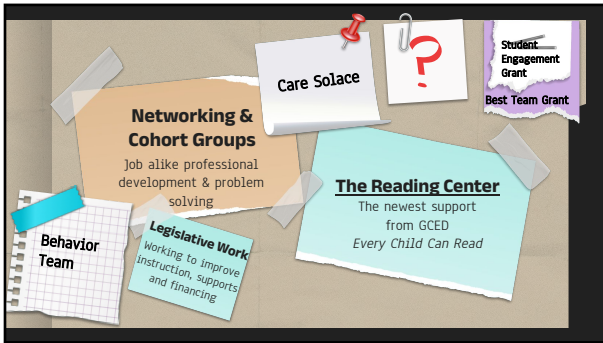 Care Solace
?
Student
Engagement
Grant
Best Team Grant
Networking &
Cohort Groups
Job alike professional
development & problem
solving
The Reading Center
The newest support
from GCED
Every Child Can Read
Behavior
Team
Legislative Work
Working to improve
instruction, supports
and financing